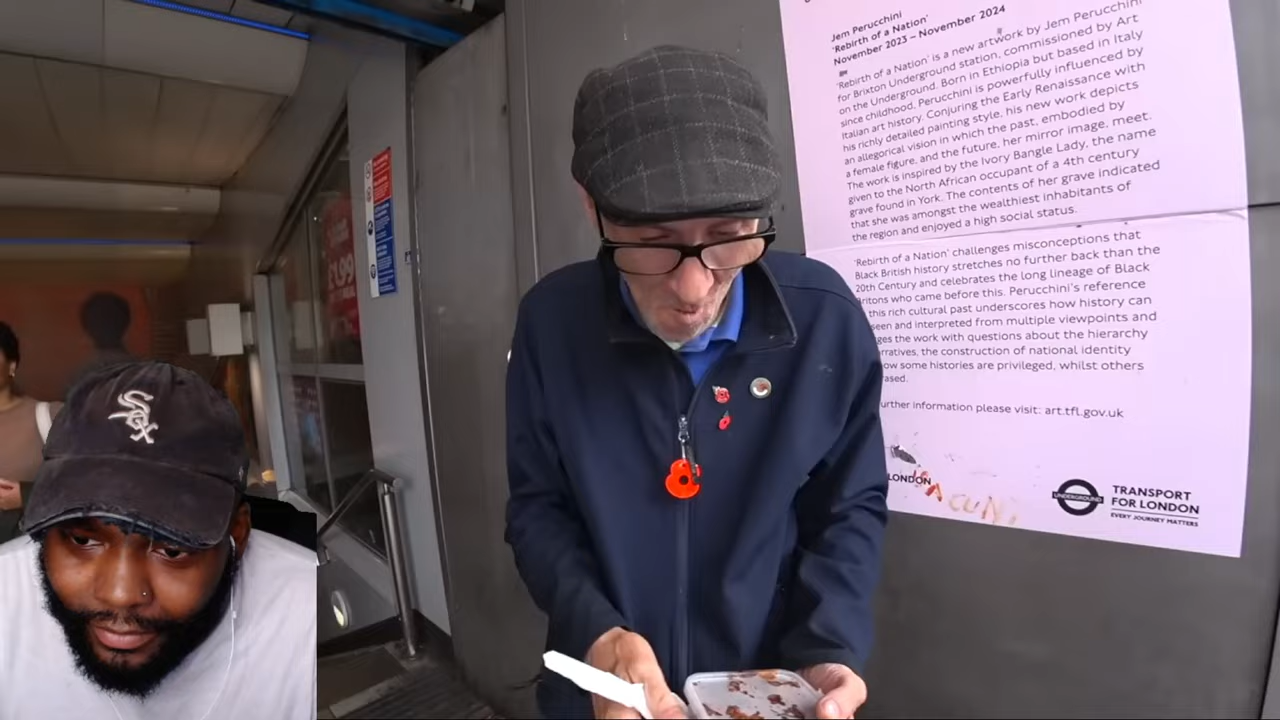 Jem Perucchini
'Rebirth of a Nation'
November 2023 – November 2024
'Rebirth of a Nation' is a new artwork by Jem Perucchini
for Brixton Underground station, commissioned by Art
on the Underground. Born in Ethiopia but based in Italy
since childhood. Perucchini is powerfully influenced by
Italian art history. Conjuring the Early Renaissance with
his richly detailed painting style, his new work depicts
an allegorical vision in which the past, embodied by
a female figure, and the future, her mirror image, meet.
The work is inspired by the Ivory Bangle Lady, the name
given to the North African occupant of a 4th century
grave found in York. The contents of her grave indicated
that she was amongst the wealthiest inhabitants of
the region and enjoyed a high social status.
'Rebirth of a Nation' challenges misconceptions that
Black British history stretches no further back than the
20th Century and celebrates the long lineage of Black
ritons who came before this. Perucchini's reference
this rich cultural past underscores how history can
seen and interpreted from multiple viewpoints and
ges the work with questions about the hierarchy
rratives, the construction of national identity
ow some histories are privileged, whilst others
ased.
urther information please visit: art.tfl.gov.uk
LONDON
UNDERGROUND
TRANSPORT
FOR LONDON
EVERY JOURNEY MATTERS
£1.99
SOX